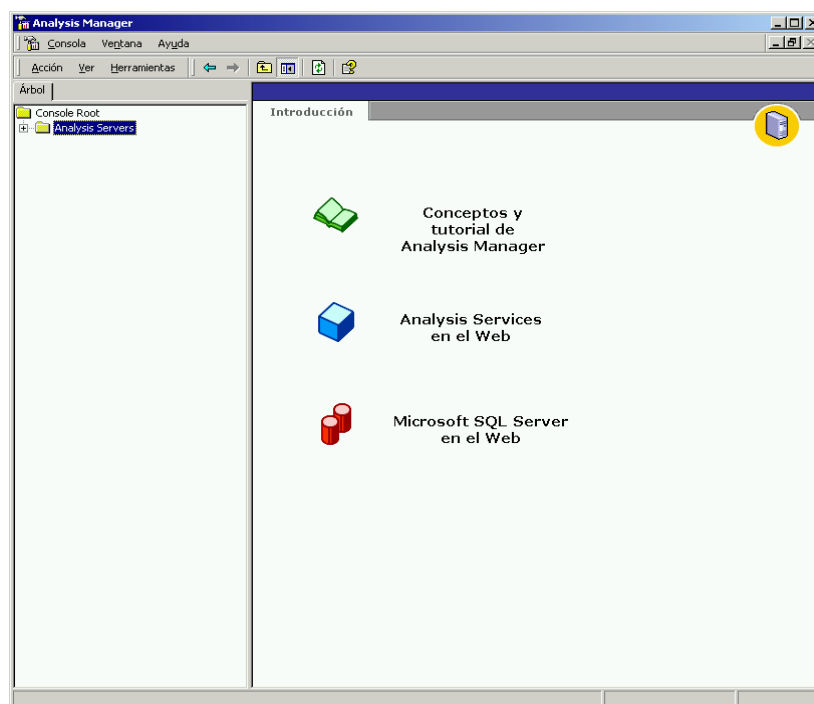 Analysis Manager
Consola Ventana Ayuda
Acción Ver Herramientas
Árbol
Console Root
Analysis Servers
Introducción
Conceptos y
tutorial de
Analysis Manager
Analysis Services
en el Web
Microsoft SQL Server
en el Web